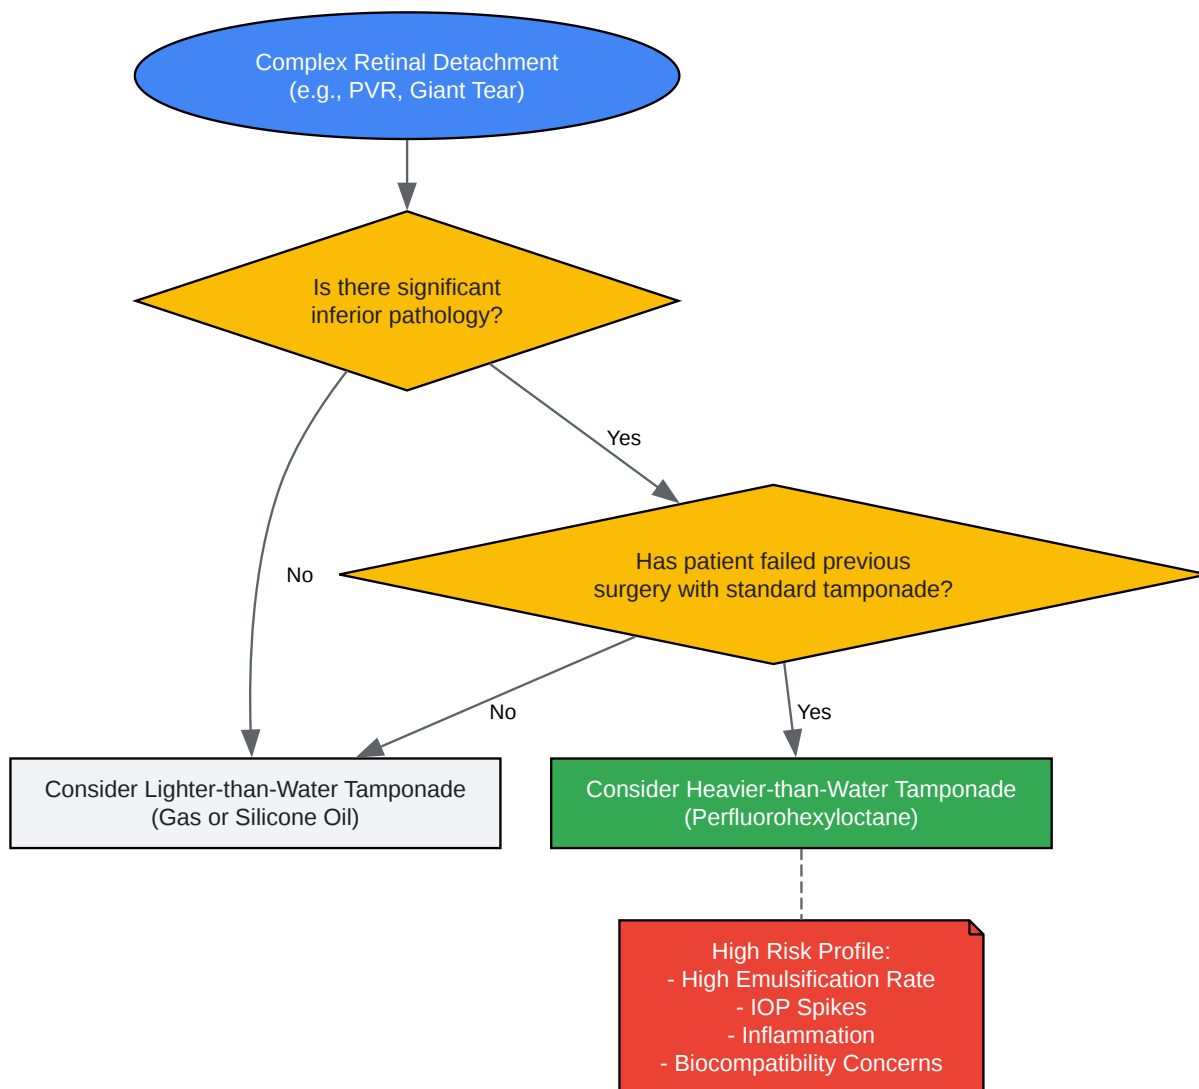 Complex Retinal Detachment
(e.g., PVR, Giant Tear)
Is there significant
inferior pathology?
Yes
Has patient failed previous
surgery with standard tamponade?
No
No
Yes
Consider Lighter-than-Water Tamponade
(Gas or Silicone Oil)
Consider Heavier-than-Water Tamponade
(Perfluorohexyloctane)
High Risk Profile:
- High Emulsification Rate
- IOP Spikes
- Inflammation
- Biocompatibility Concerns